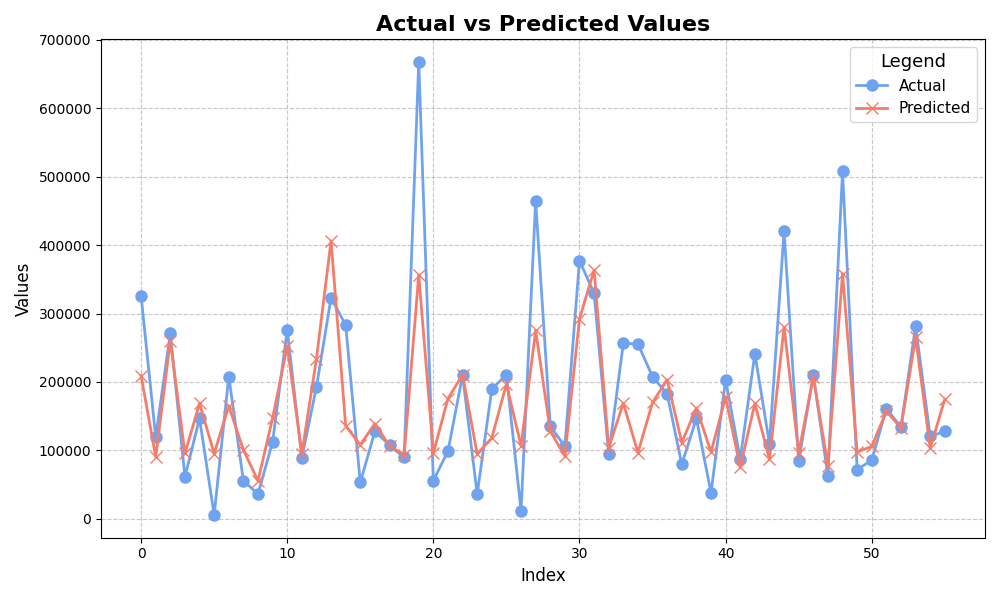 Actual vs Predicted Values
700000
600000
500000
400000
300000
200000
100000
0
Values
Legend
Actual
Predicted
0 10 20 30 40 50
Index